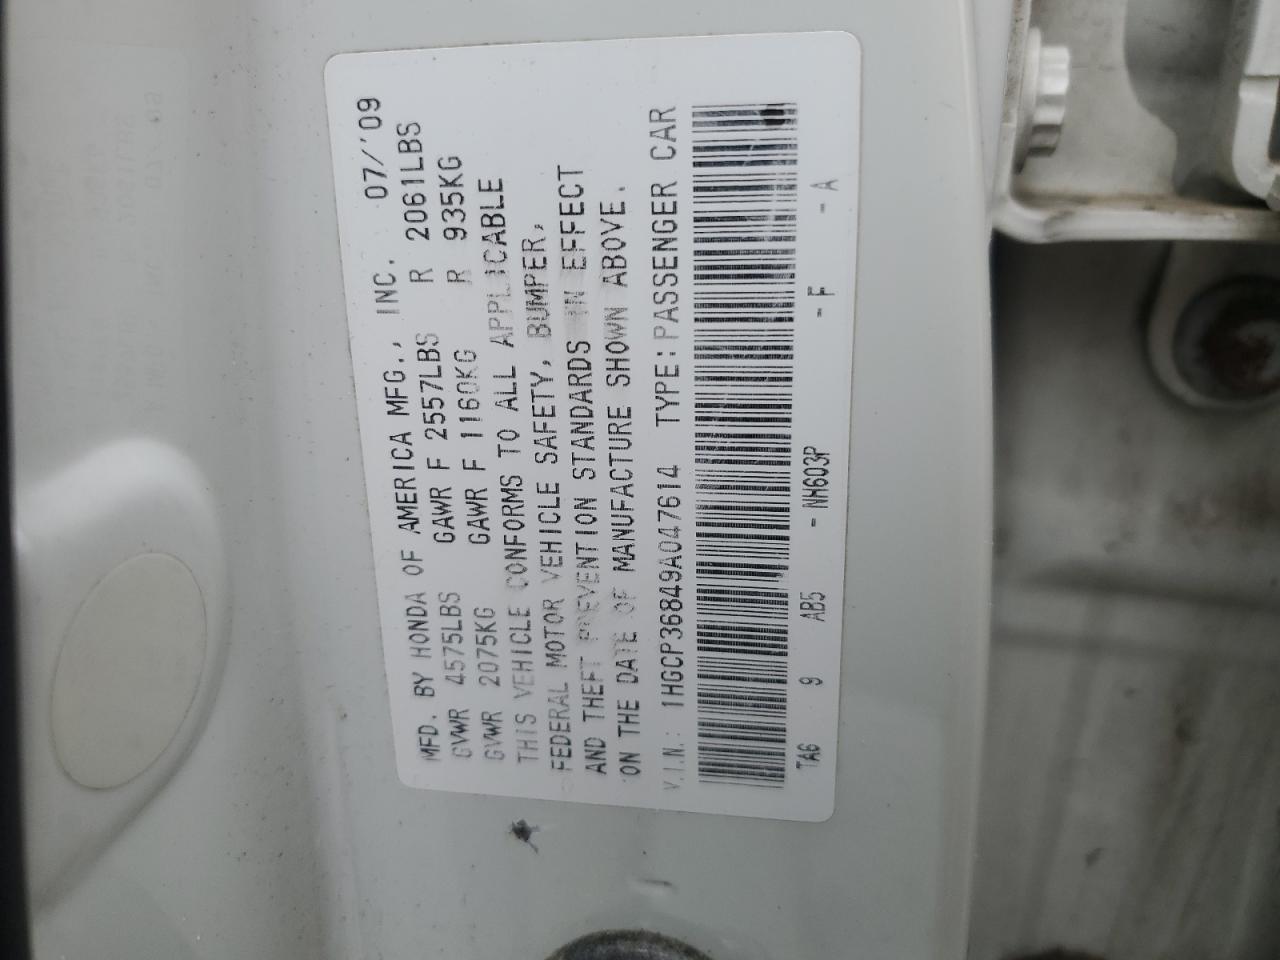 MFD. BY HONDA OF AMERICA MFG., INC. 07/'09
GVWR 4575LBS GAWR F 2557LBS R 2061LBS
GVWR 2075KG GAWR F 1160KG R 935KG
THIS VEHICLE CONFORMS TO ALL APPLICABLE
FEDERAL MOTOR VEHICLE SAFETY, BUMPER,
AND THEFT PREVENTION STANDARDS IN EFFECT
ON THE DATE OF MANUFACTURE SHOWN ABOVE.
V.I.N.: 1HGCP36849A047614 TYPE: PASSENGER CAR
TA6 9 AB5 - NH603P - F - A